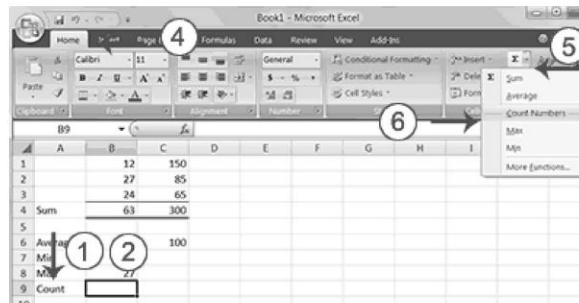 Book1 - Microsoft Excel
Home Formulas Data Review View Add-Ins
4
5
Calibri 11 General Conditional Formatting Insert Σ
Paste B I U A A $ % Format as Table
Cell Styles
Clipboard Font Alignment Number
Σ Sum
Average
Count Numbers
Max
Min
More Functions...
6
B9 fx
A B C D E F G H I
1 12 150
2 27 85
3 24 65
4 Sum 63 300
5
6 100
7
8 27
9 Count
1 2